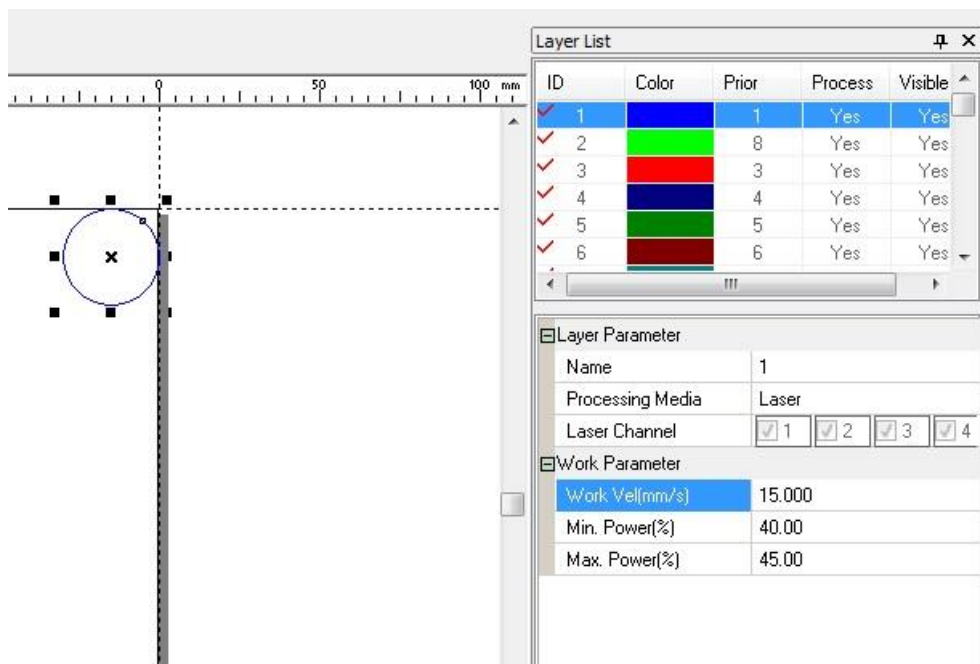 Layer List
0 50 100 mm
ID Color Prior Process Visible
1 1 Yes Yes
2 8 Yes Yes
3 3 Yes Yes
4 4 Yes Yes
5 5 Yes Yes
6 6 Yes Yes
Layer Parameter
Name 1
Processing Media Laser
Laser Channel 1 2 3 4
Work Parameter
Work Vel(mm/s) 15.000
Min. Power(%) 40.00
Max. Power(%) 45.00